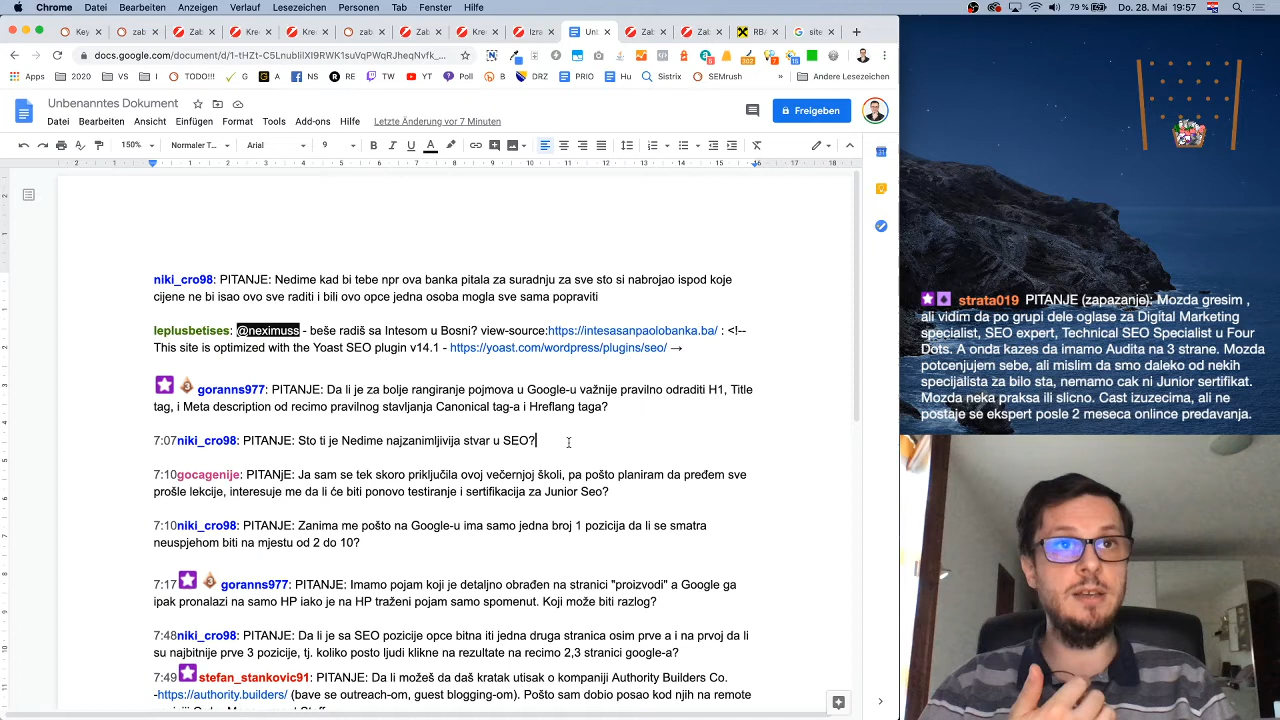 Chrome Datei Bearbeiten Anzeigen Verlauf Lesezeichen Personen Tab Fenster Hilfe 79 % Do. 28. Mai 19:57
Key zab Zab Zab Kre Kre zab Zab Kre Izre Unb Zab Zab RBI site
docs.google.com/document/d/1-tHZt-C5LnubliIXI9RWK1suVpPWqRJheqNvfk_...
Apps 2020 VS TODO!!! G A NS RE TW YT Poll B DRZ PRIO Hu Sistrix SEMrush » Andere Lesezeichen
Unbenanntes Dokument
Freigeben
Datei Bearbeiten Ansicht Einfügen Format Tools Add-ons Hilfe Letzte Änderung vor 7 Minuten
150% Normaler T... Arial 9
niki_cro98: PITANJE: Nedime kad bi tebe npr ova banka pitala za suradnju za sve sto si nabrojao ispod koje
cijene ne bi isao ovo sve raditi i bili ovo opce jedna osoba mogla sve sama popraviti
leplusbetises: @neximuss - beše radiš sa Intesom u Bosni? view-source:https://intesasanpaolobanka.ba/ : <!--
This site is optimized with the Yoast SEO plugin v14.1 - https://yoast.com/wordpress/plugins/seo/ →
goranns977: PITANJE: Da li je za bolje rangiranje pojmova u Google-u važnije pravilno odraditi H1, Title
tag, i Meta description od recimo pravilnog stavljanja Canonical tag-a i Hreflang taga?
7:07niki_cro98: PITANJE: Sto ti je Nedime najzanimljivija stvar u SEO?
7:10gocagenije: PITANjE: Ja sam se tek skoro priključila ovoj večernjoj školi, pa pošto planiram da pređem sve
prošle lekcije, interesuje me da li će biti ponovo testiranje i sertifikacija za Junior Seo?
7:10niki_cro98: PITANJE: Zanima me pošto na Google-u ima samo jedna broj 1 pozicija da li se smatra
neuspjehom biti na mjestu od 2 do 10?
7:17 goranns977: PITANJE: Imamo pojam koji je detaljno obrađen na stranici "proizvodi" a Google ga
ipak pronalazi na samo HP iako je na HP traženi pojam samo spomenut. Koji može biti razlog?
7:48niki_cro98: PITANJE: Da li je sa SEO pozicije opce bitna iti jedna druga stranica osim prve a i na prvoj da li
su najbitnije prve 3 pozicije, tj. koliko posto ljudi klikne na rezultate na recimo 2,3 stranici google-a?
7:49 stefan_stankovic91: PITANJE: Da li možeš da daš kratak utisak o kompaniji Authority Builders Co.
-https://authority.builders/ (bave se outreach-om, guest blogging-om). Pošto sam dobio posao kod njih na remote
strata019 PITANJE (zapazanje): Mozda gresim ,
ali vidim da po grupi dele oglase za Digital Marketing
specialist, SEO expert, Technical SEO Specialist u Four
Dots. A onda kazes da imamo Audita na 3 strane. Mozda
potcenjujem sebe, ali mislim smo daleko od nekih
specijalista za bilo sta, nemamo cak ni Junior sertifikat.
Mozda neka praksa ili slicno. Cast izuzecima, ali ne
postaje se ekspert posle 2 meseca onlince predavanja.